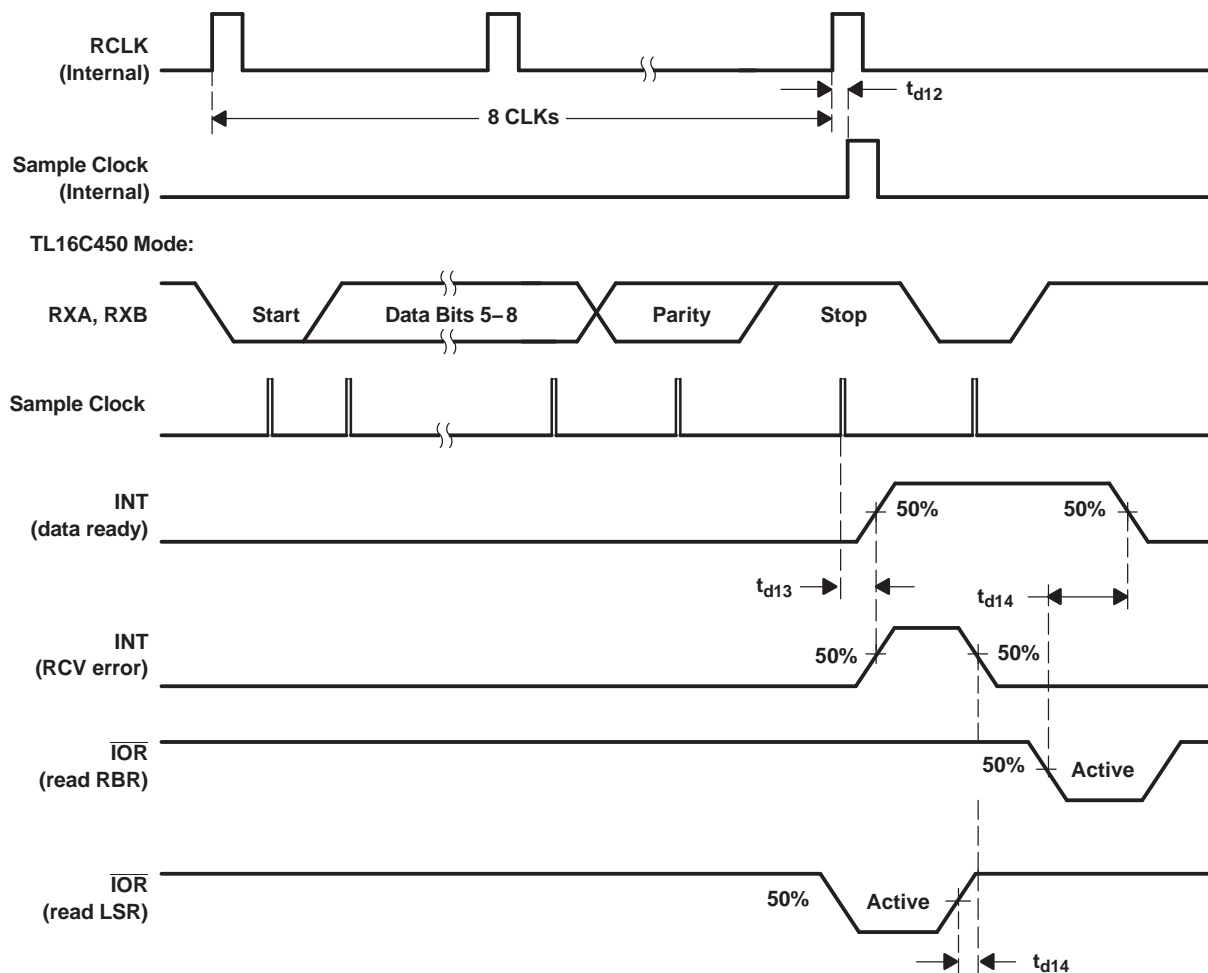 RCLK
(Internal)
t_d12
8 CLKs
Sample Clock
(Internal)
TL16C450 Mode:
RXA, RXB
Start
Data Bits 5–8
Parity
Stop
Sample Clock
INT
(data ready)
50%
50%
t_d13
t_d14
INT
(RCV error)
50%
50%
IOR
(read RBR)
50%
Active
IOR
(read LSR)
50%
Active
t_d14